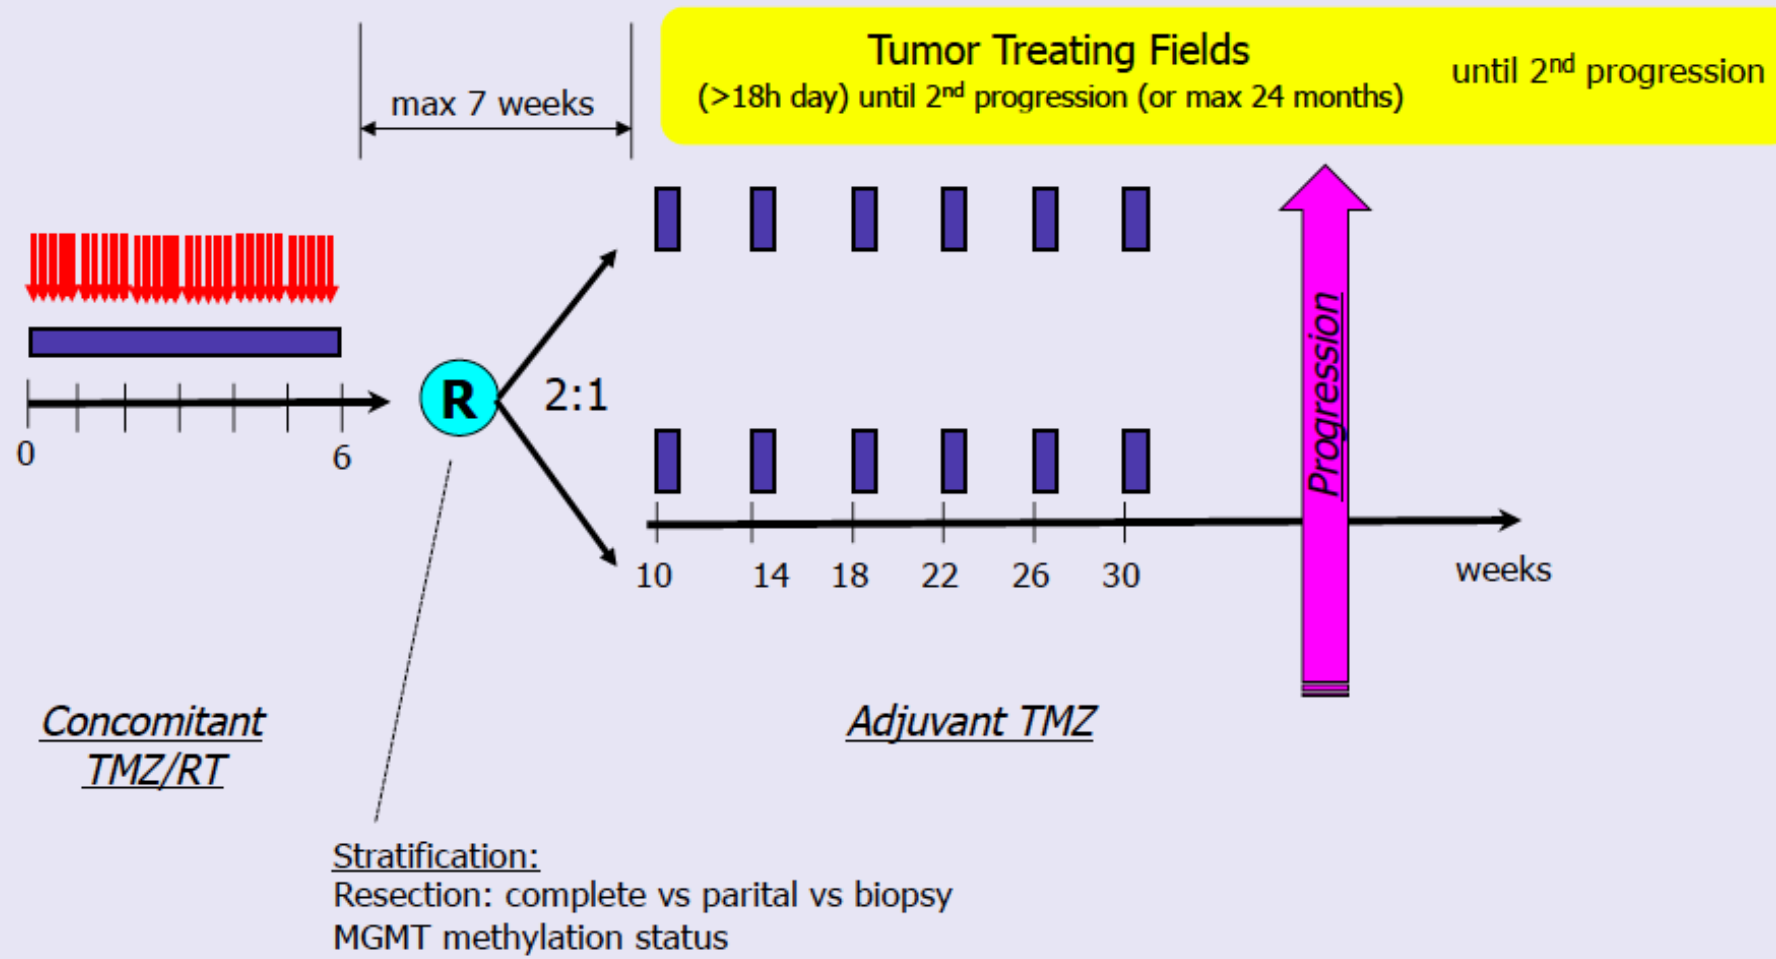 Tumor Treating Fields
(>18h day) until 2nd progression (or max 24 months)
until 2nd progression
max 7 weeks
R
2:1
0
6
Progression
10 14 18 22 26 30
weeks
Concomitant
TMZ/RT
Adjuvant TMZ
Stratification:
Resection: complete vs parital vs biopsy
MGMT methylation status